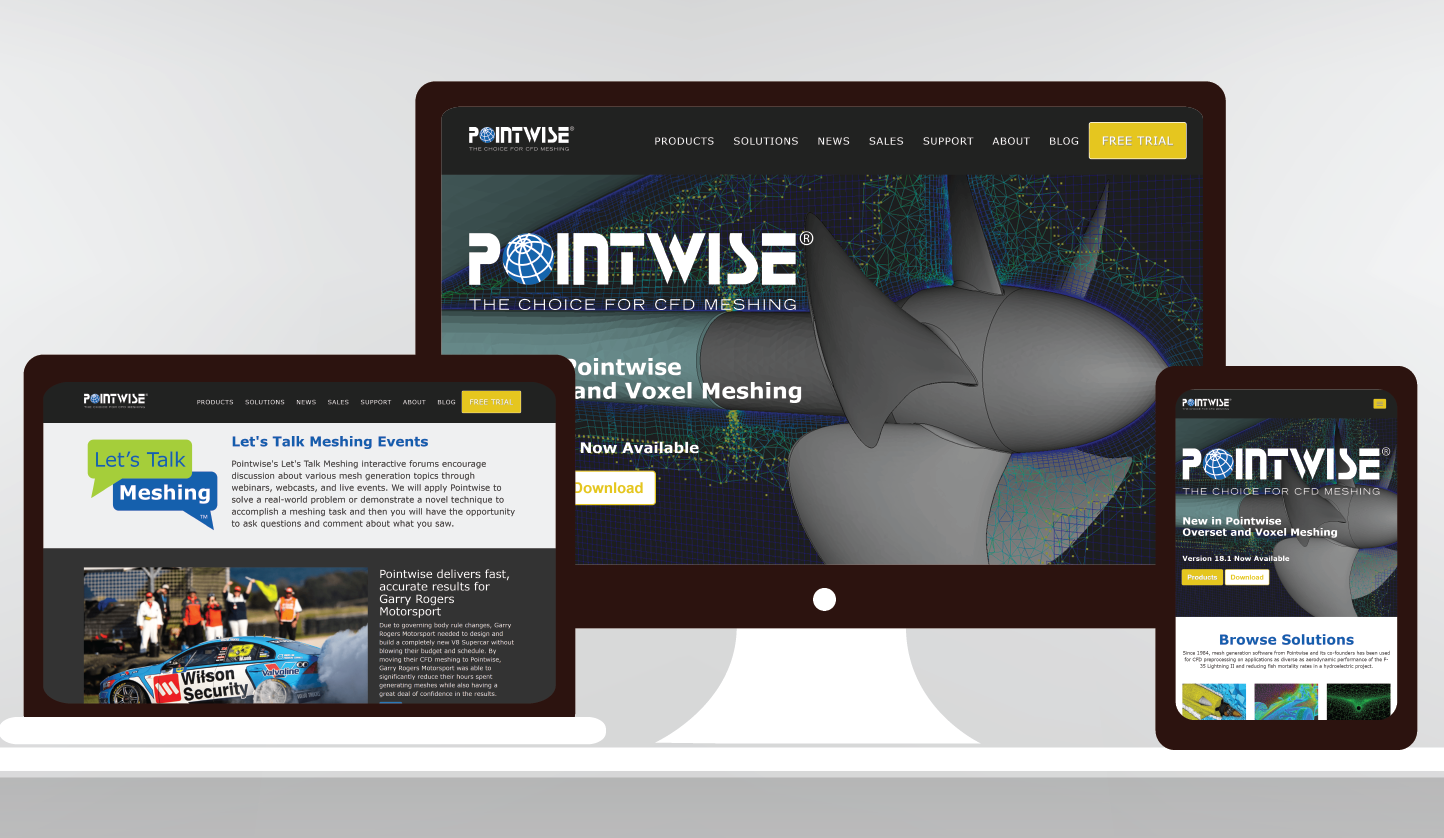 POINTWISE®
THE CHOICE FOR CFD MESHING
PRODUCTS SOLUTIONS NEWS SALES SUPPORT ABOUT BLOG FREE TRIAL
POINTWISE®
THE CHOICE FOR CFD MESHING
Pointwise
and Voxel Meshing
Now Available
Download
POINTWISE®
THE CHOICE FOR CFD MESHING
PRODUCTS SOLUTIONS NEWS SALES SUPPORT ABOUT BLOG FREE TRIAL
Let's Talk
Meshing
TM
Let's Talk Meshing Events
Pointwise's Let's Talk Meshing interactive forums encourage
discussion about various mesh generation topics through
webinars, webcasts, and live events. We will apply Pointwise to
solve a real-world problem or demonstrate a novel technique to
accomplish a meshing task and then you will have the opportunity
to ask questions and comment about what you saw.
Wilson
Security
Valvoline
Pointwise delivers fast,
accurate results for
Garry Rogers
Motorsport
Due to governing body rule changes, Garry
Rogers Motorsport needed to design and
build a completely new V8 Supercar without
blowing their budget and schedule. By
moving their CFD meshing to Pointwise,
Garry Rogers Motorsport was able to
significantly reduce their hours spent
generating meshes while also having a
great deal of confidence in the results.
POINTWISE®
THE CHOICE FOR CFD MESHING
POINTWISE®
THE CHOICE FOR CFD MESHING
New in Pointwise
Overset and Voxel Meshing
Version 18.1 Now Available
Products Download
Browse Solutions
Since 1984, mesh generation software from Pointwise and its co-founders has been used
for CFD preprocessing on applications as diverse as aerodynamic performance of the F-
35 Lightning II and reducing fish mortality rates in a hydroelectric project.